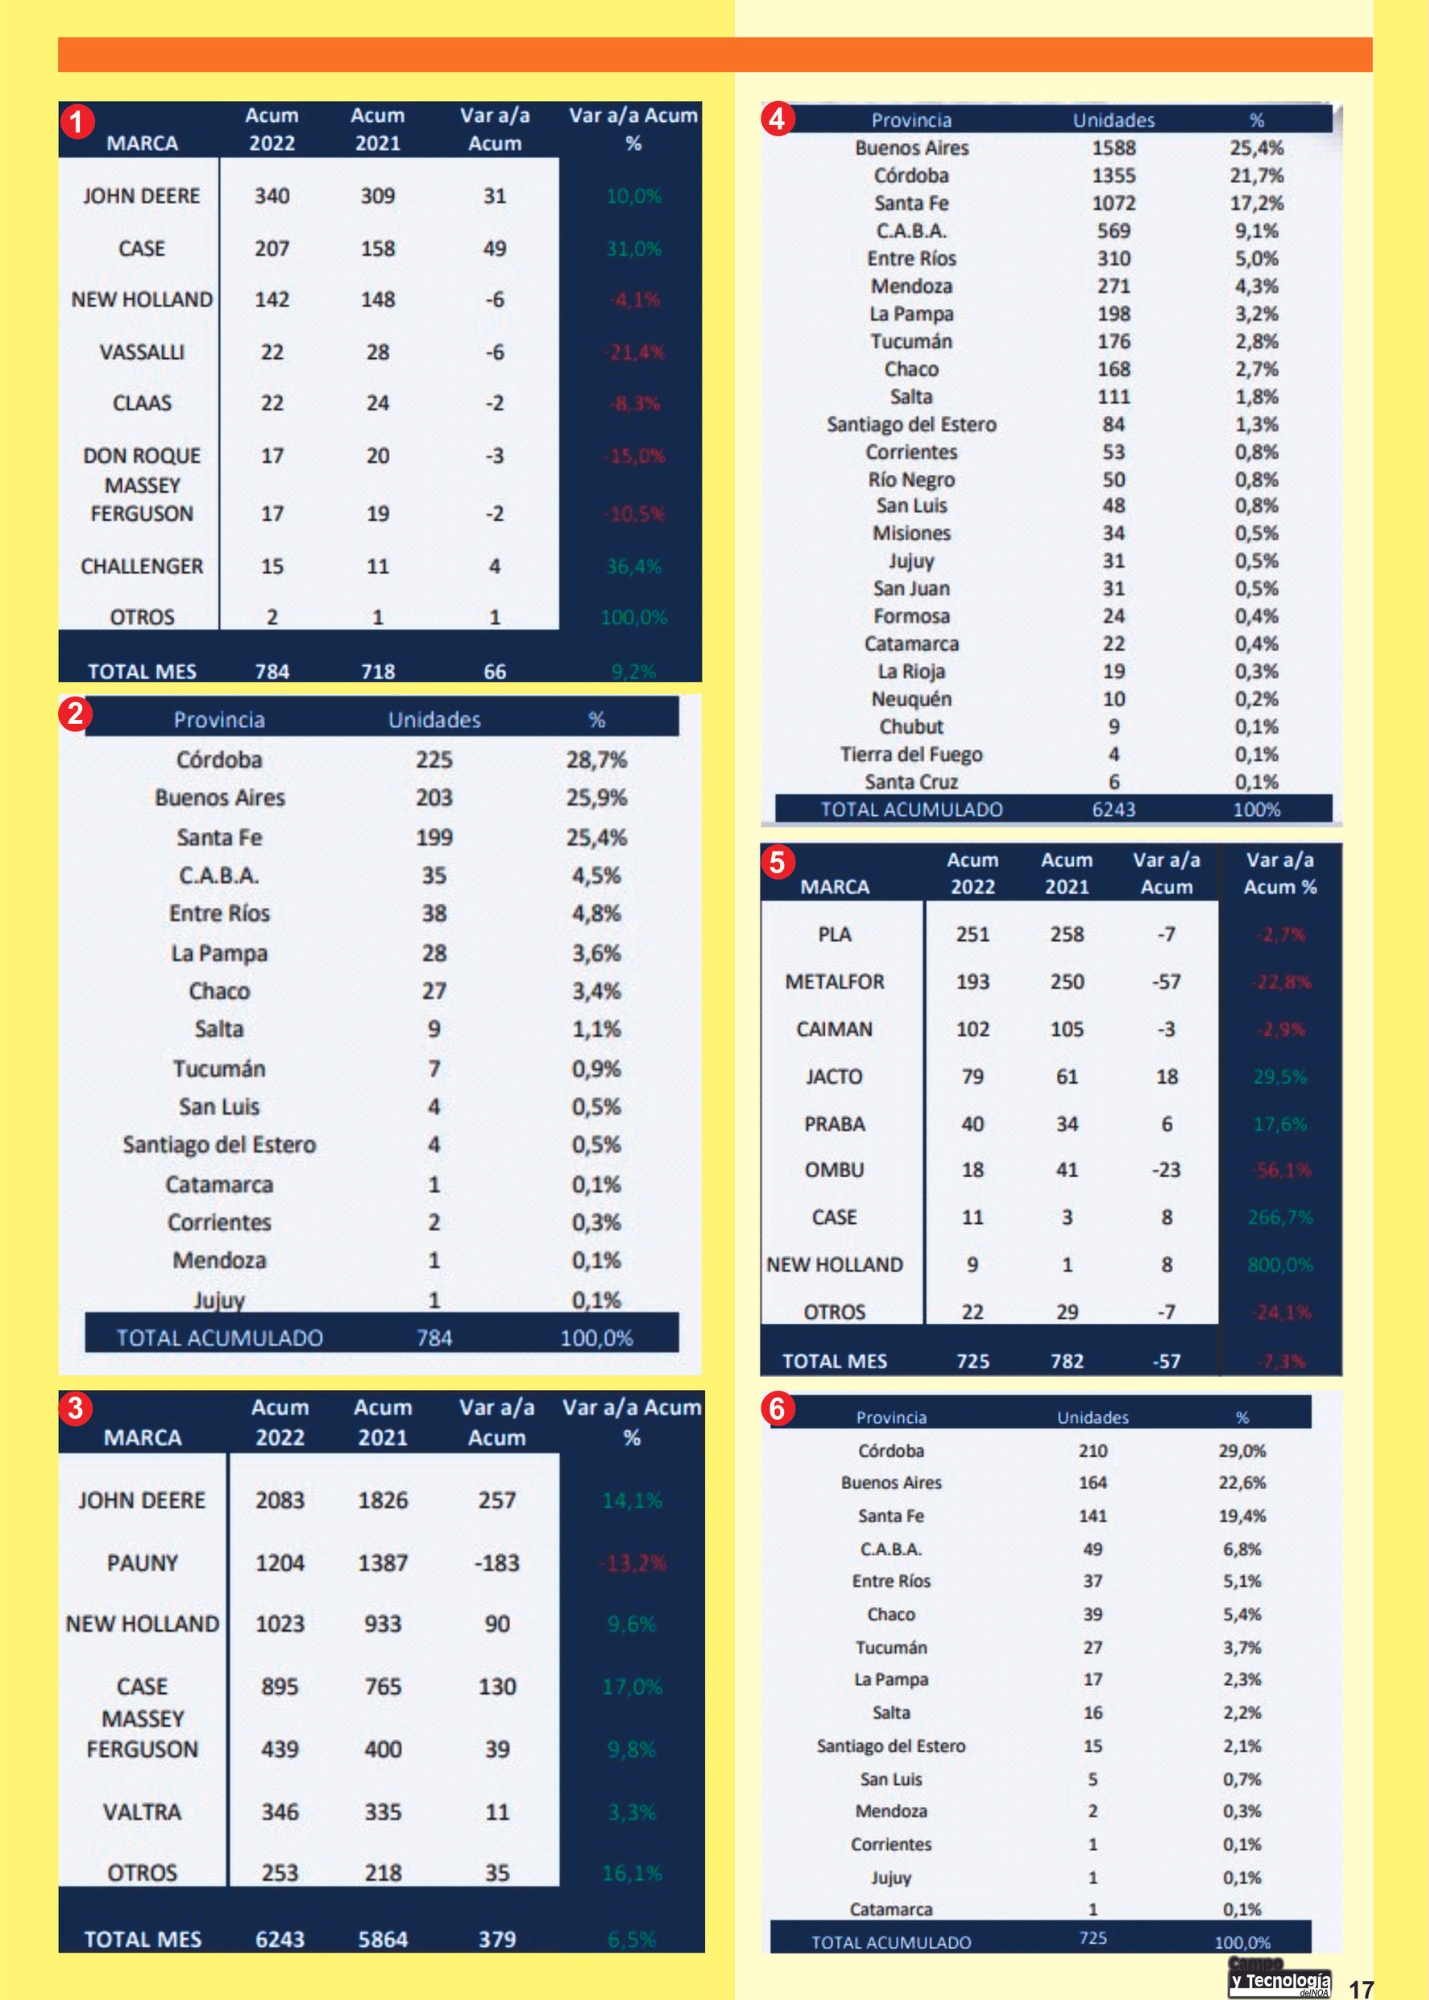 1
Acum Acum Var a/a Var a/a Acum
MARCA 2022 2021 Acum %
JOHN DEERE 340 309 31 10,0%
CASE 207 158 49 31,0%
NEW HOLLAND 142 148 -6 -4,1%
VASSALLI 22 28 -6 -21,4%
CLAAS 22 24 -2 -8,3%
DON ROQUE 17 20 -3 -15,0%
MASSEY
FERGUSON 17 19 -2 -10,5%
CHALLENGER 15 11 4 36,4%
OTROS 2 1 1 100,0%
TOTAL MES 784 718 66 9,2%
2
Provincia Unidades %
Córdoba 225 28,7%
Buenos Aires 203 25,9%
Santa Fe 199 25,4%
C.A.B.A. 35 4,5%
Entre Ríos 38 4,8%
La Pampa 28 3,6%
Chaco 27 3,4%
Salta 9 1,1%
Tucumán 7 0,9%
San Luis 4 0,5%
Santiago del Estero 4 0,5%
Catamarca 1 0,1%
Corrientes 2 0,3%
Mendoza 1 0,1%
Jujuy 1 0,1%
TOTAL ACUMULADO 784 100,0%
3
Acum Acum Var a/a Var a/a Acum
MARCA 2022 2021 Acum %
JOHN DEERE 2083 1826 257 14,1%
PAUNY 1204 1387 -183 -13,2%
NEW HOLLAND 1023 933 90 9,6%
CASE 895 765 130 17,0%
MASSEY
FERGUSON 439 400 39 9,8%
VALTRA 346 335 11 3,3%
OTROS 253 218 35 16,1%
TOTAL MES 6243 5864 379 6,5%
4
Provincia Unidades %
Buenos Aires 1588 25,4%
Córdoba 1355 21,7%
Santa Fe 1072 17,2%
C.A.B.A. 569 9,1%
Entre Ríos 310 5,0%
Mendoza 271 4,3%
La Pampa 198 3,2%
Tucumán 176 2,8%
Chaco 168 2,7%
Salta 111 1,8%
Santiago del Estero 84 1,3%
Corrientes 53 0,8%
Río Negro 50 0,8%
San Luis 48 0,8%
Misiones 34 0,5%
Jujuy 31 0,5%
San Juan 31 0,5%
Formosa 24 0,4%
Catamarca 22 0,4%
La Rioja 19 0,3%
Neuquén 10 0,2%
Chubut 9 0,1%
Tierra del Fuego 4 0,1%
Santa Cruz 6 0,1%
TOTAL ACUMULADO 6243 100%
5
Acum Acum Var a/a Var a/a
MARCA 2022 2021 Acum Acum %
PLA 251 258 -7 -2,7%
METALFOR 193 250 -57 -22,8%
CAIMAN 102 105 -3 -2,9%
JACTO 79 61 18 29,5%
PRABA 40 34 6 17,6%
OMBU 18 41 -23 -56,1%
CASE 11 3 8 266,7%
NEW HOLLAND 9 1 8 800,0%
OTROS 22 29 -7 -24,1%
TOTAL MES 725 782 -57 -7,3%
6
Provincia Unidades %
Córdoba 210 29,0%
Buenos Aires 164 22,6%
Santa Fe 141 19,4%
C.A.B.A. 49 6,8%
Entre Ríos 37 5,1%
Chaco 39 5,4%
Tucumán 27 3,7%
La Pampa 17 2,3%
Salta 16 2,2%
Santiago del Estero 15 2,1%
San Luis 5 0,7%
Mendoza 2 0,3%
Corrientes 1 0,1%
Jujuy 1 0,1%
Catamarca 1 0,1%
TOTAL ACUMULADO 725 100,0%
Campo
y Tecnología
delNOA
17